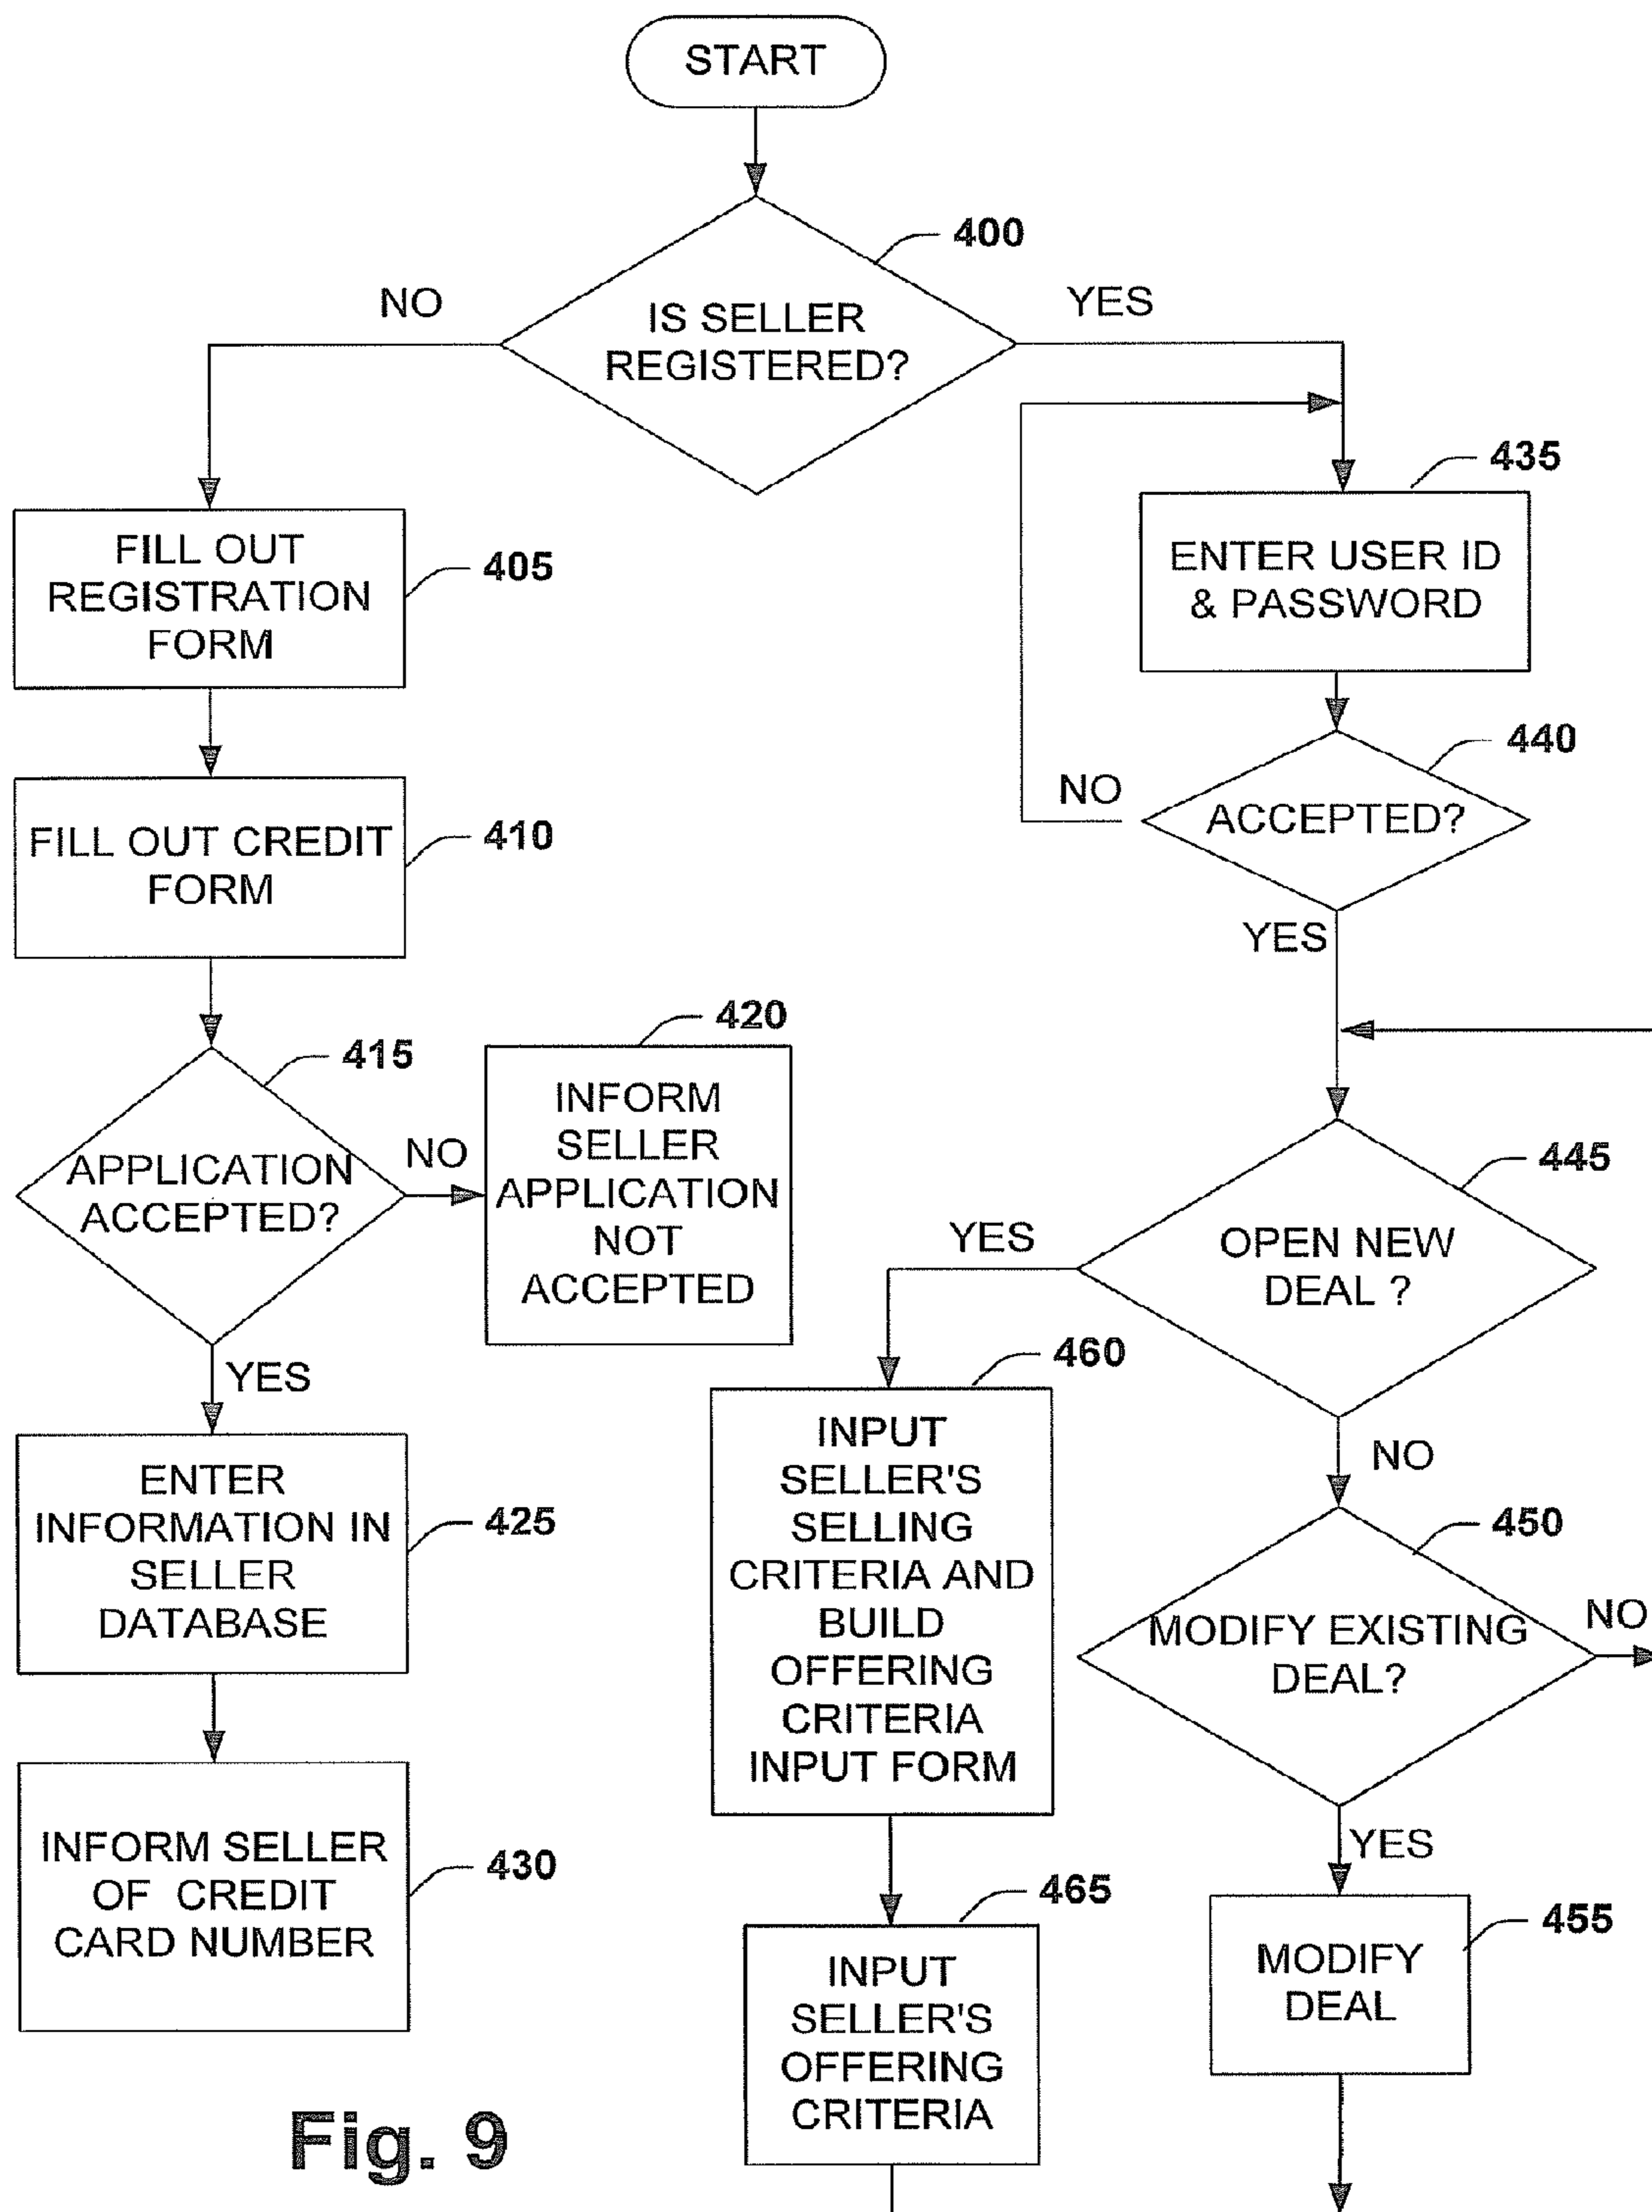 START
400
NO
YES
IS SELLER
REGISTERED?
435
FILL OUT
REGISTRATION
FORM
405
ENTER USER ID
& PASSWORD
440
NO
ACCEPTED?
FILL OUT CREDIT
FORM
410
YES
420
415
INFORM
SELLER
APPLICATION
NOT
ACCEPTED
NO
APPLICATION
ACCEPTED?
445
YES
OPEN NEW
DEAL ?
460
YES
INPUT
SELLER'S
SELLING
CRITERIA AND
BUILD
OFFERING
CRITERIA
INPUT FORM
NO
ENTER
INFORMATION IN
SELLER
DATABASE
425
450
NO
MODIFY EXISTING
DEAL?
YES
INFORM SELLER
OF CREDIT
CARD NUMBER
430
465
455
INPUT
SELLER'S
OFFERING
CRITERIA
MODIFY
DEAL
Fig. 9